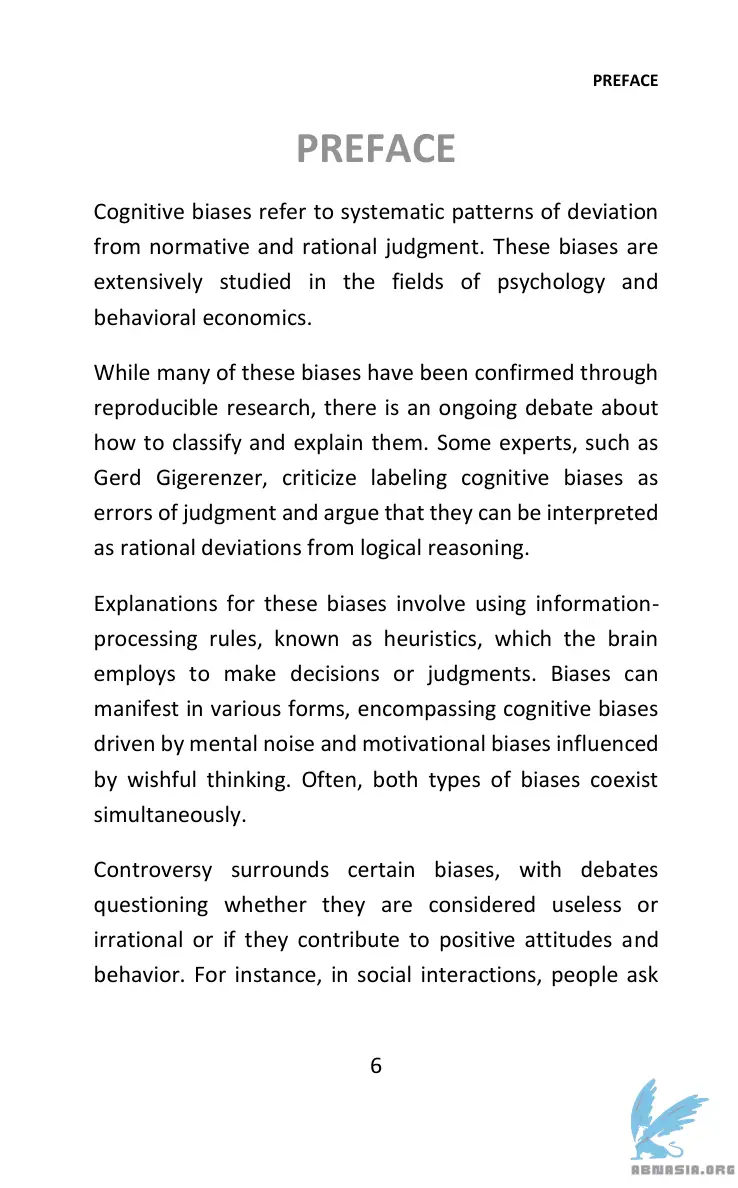 PREFACE
PREFACE
Cognitive biases refer to systematic patterns of deviation
from normative and rational judgment. These biases are
extensively studied in the fields of psychology and
behavioral economics.
While many of these biases have been confirmed through
reproducible research, there is an ongoing debate about
how to classify and explain them. Some experts, such as
Gerd Gigerenzer, criticize labeling cognitive biases as
errors of judgment and argue that they can be interpreted
as rational deviations from logical reasoning.
Explanations for these biases involve using information-
processing rules, known as heuristics, which the brain
employs to make decisions or judgments. Biases can
manifest in various forms, encompassing cognitive biases
driven by mental noise and motivational biases influenced
by wishful thinking. Often, both types of biases coexist
simultaneously.
Controversy surrounds certain biases, with debates
questioning whether they are considered useless or
irrational or if they contribute to positive attitudes and
behavior. For instance, in social interactions, people ask
6
ABNASIA.ORG